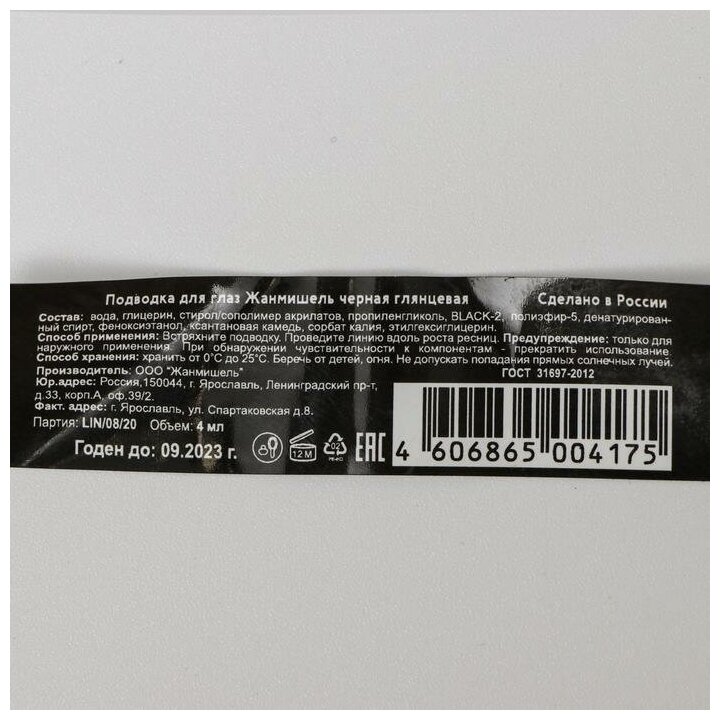 Подводка для глаз Жанмишель черная глянцевая Сделано в России
Состав: вода, глицерин, стирол/сополимер акрилатов, пропиленгликоль, BLACK-2, полиэфир-5, денатурирован-
ный спирт, феноксиэтанол, ксантановая камедь, сорбат калия, этилгексиглицерин.
Способ применения: Встряхните подводку. Проведите линию вдоль роста ресниц. Предупреждение: только для
наружного применения. При обнаружении чувствительности к компонентам - прекратить использование.
Способ хранения: хранить от 0°С до 25°С. Беречь от детей, огня. Не допускать попадания прямых солнечных лучей.
Производитель: ООО "Жанмишель" ГОСТ 31697-2012
Юр.адрес: Россия,150044, г. Ярославль, Ленинградский пр-т,
д.33, корп.А, оф.39/2.
Факт. адрес: г. Ярославль, ул. Спартаковская д.8.
Партия: LIN/08/20 Объем: 4 мл
Годен до: 09.2023 г. 12 M 02 EAC 4 606865 004175